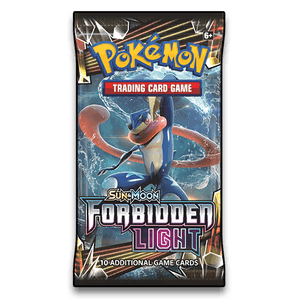 6+
POKéMON
TRADING CARD GAME
SUN & MOON
FORBIDDEN
LIGHT
10 ADDITIONAL GAME CARDS